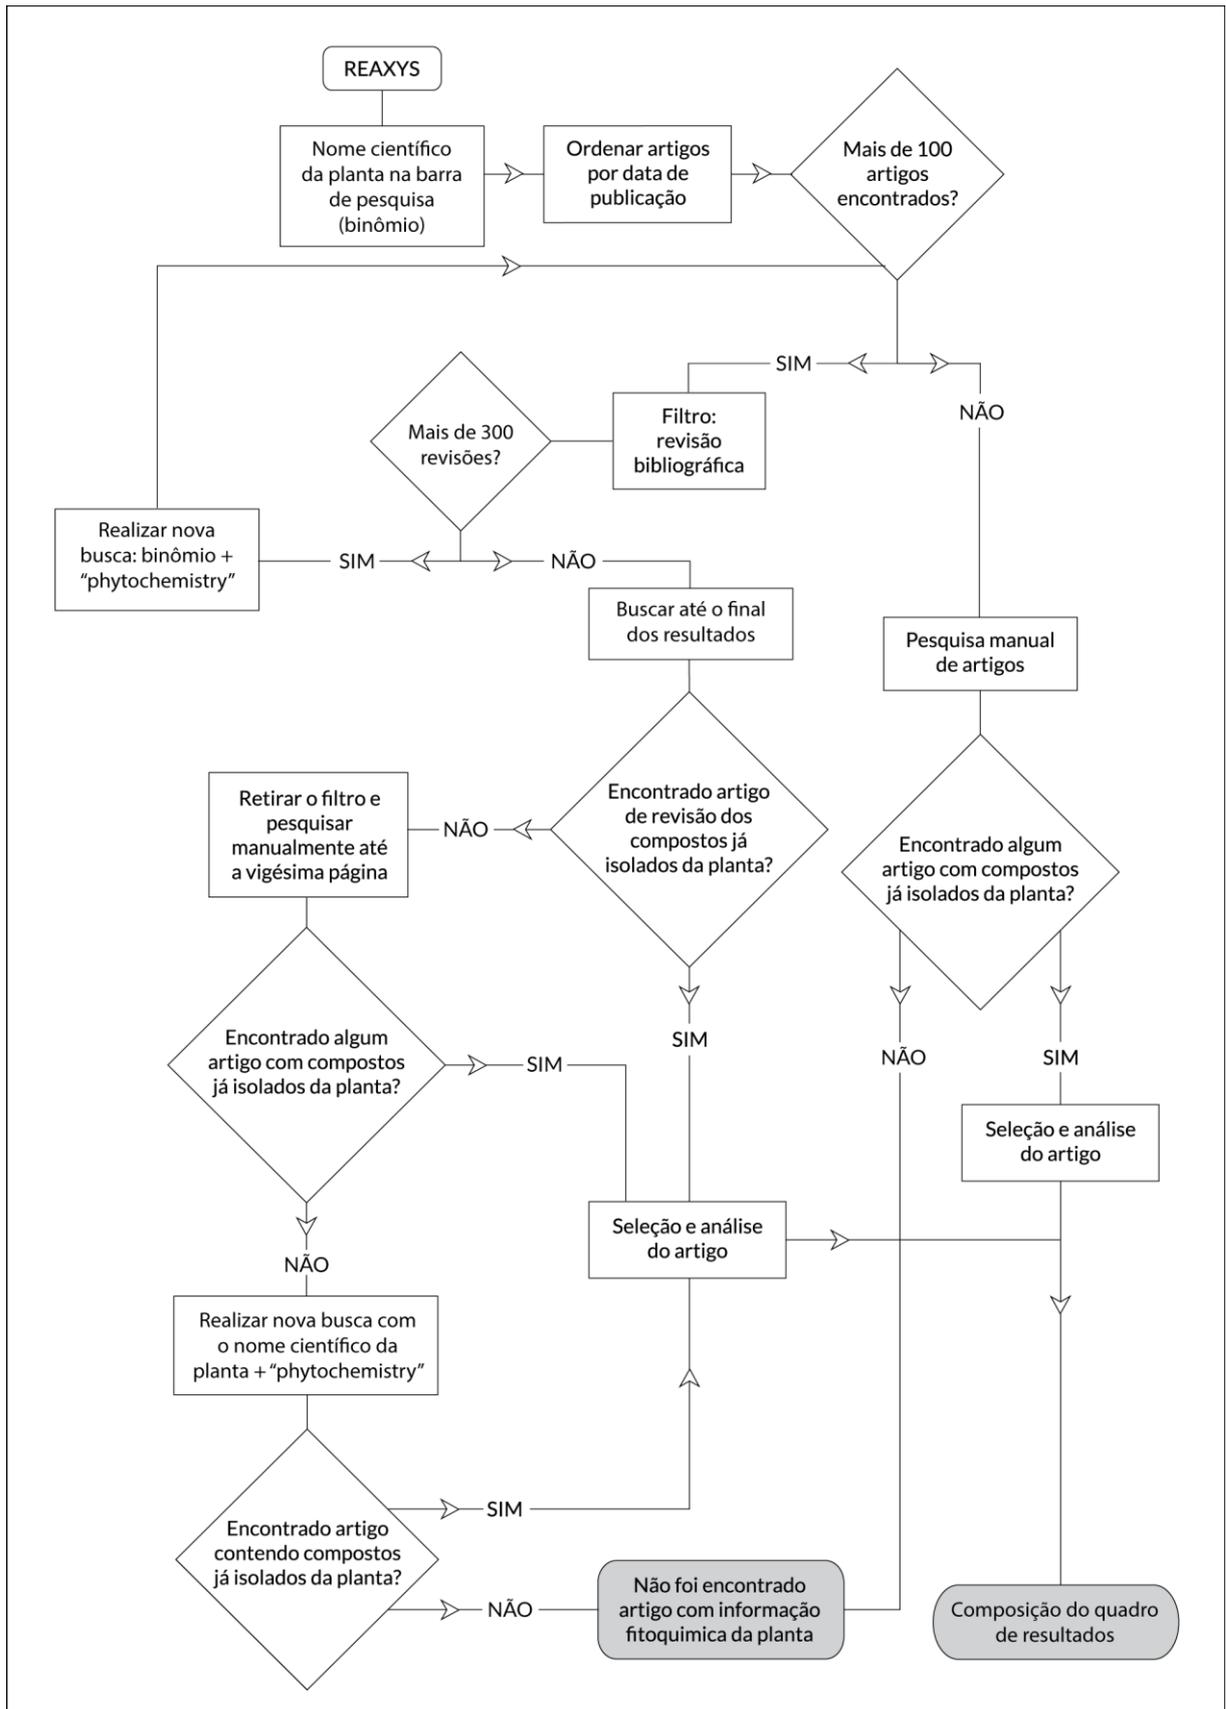 REAXYS
Nome científico
da planta na barra
de pesquisa
(binômio)
Ordenar artigos
por data de
publicação
Mais de 100
artigos
encontrados?
SIM
NÃO
Filtro:
revisão
bibliográfica
Mais de 300
revisões?
SIM
NÃO
Realizar nova
busca: binômio +
“phytochemistry”
Buscar até o final
dos resultados
Pesquisa manual
de artigos
Encontrado artigo
de revisão dos
compostos já
isolados da planta?
NÃO
SIM
Retirar o filtro e
pesquisar
manualmente até
a vigésima página
Encontrado algum
artigo com compostos
já isolados da planta?
NÃO
SIM
Encontrado algum
artigo com compostos
já isolados da planta?
SIM
NÃO
Seleção e análise
do artigo
Seleção e análise
do artigo
Realizar nova busca com
o nome científico da
planta + “phytochemistry”
Encontrado artigo
contendo compostos
já isolados da planta?
SIM
NÃO
Não foi encontrado
artigo com informação
fitoquimica da planta
Composição do quadro
de resultados